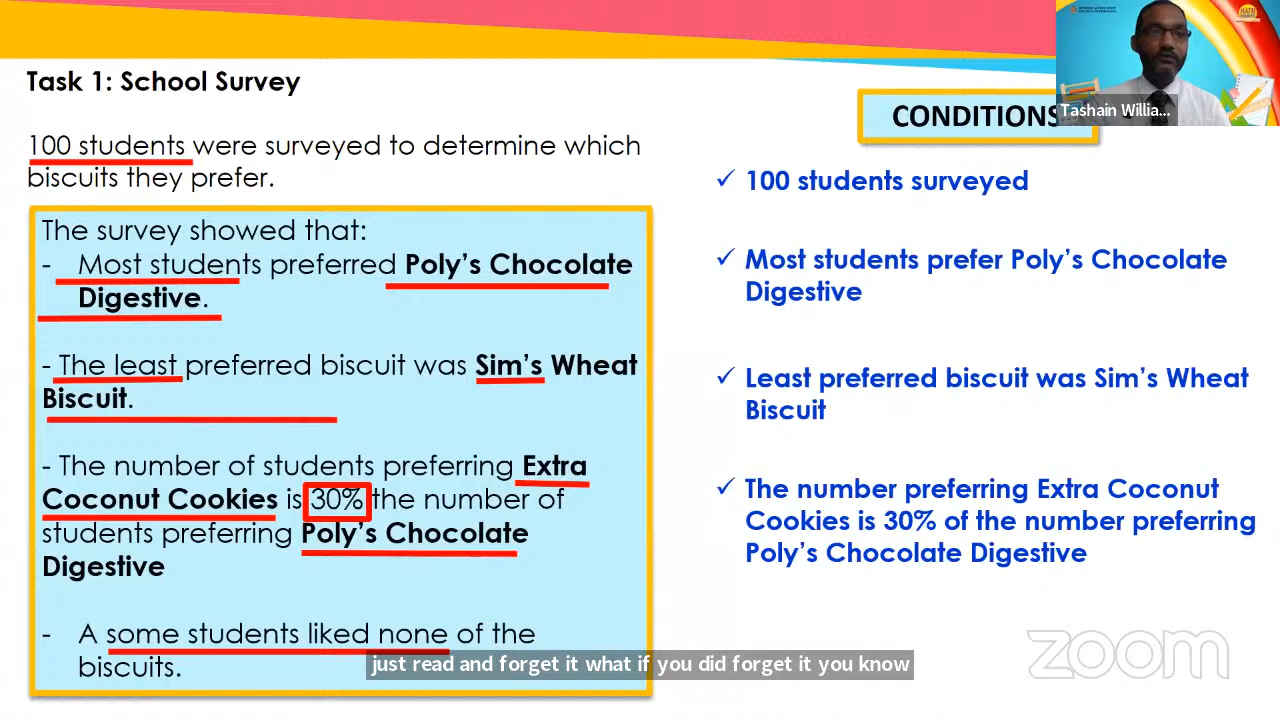 Task 1: School Survey
100 students were surveyed to determine which
biscuits they prefer.
The survey showed that:
- Most students preferred Poly's Chocolate
Digestive.
- The least preferred biscuit was Sim's Wheat
Biscuit.
- The number of students preferring Extra
Coconut Cookies is 30% the number of
students preferring Poly's Chocolate
Digestive
- A some students liked none of the
biscuits.
CONDITIONS
✓ 100 students surveyed
✓ Most students prefer Poly's Chocolate
Digestive
✓ Least preferred biscuit was Sim's Wheat
Biscuit
✓ The number preferring Extra Coconut
Cookies is 30% of the number preferring
Poly's Chocolate Digestive
Tashain Willia...
just read and forget it what if you did forget it you know
zoom